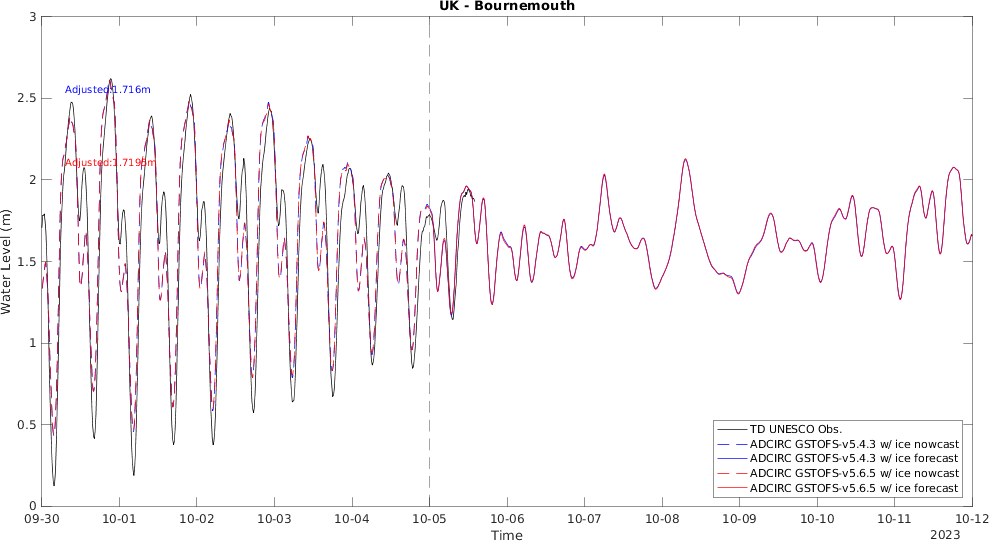 UK - Bournemouth
3
2.5
2
1.5
1
0.5
0
Water Level (m)
Adjusted:1.716m
Adjusted:1.7195m
TD UNESCO Obs.
ADCIRC GSTOFS-v5.4.3 w/ ice nowcast
ADCIRC GSTOFS-v5.4.3 w/ ice forecast
ADCIRC GSTOFS-v5.6.5 w/ ice nowcast
ADCIRC GSTOFS-v5.6.5 w/ ice forecast
09-30 10-01 10-02 10-03 10-04 10-05 10-06 10-07 10-08 10-09 10-10 10-11 10-12
Time
2023